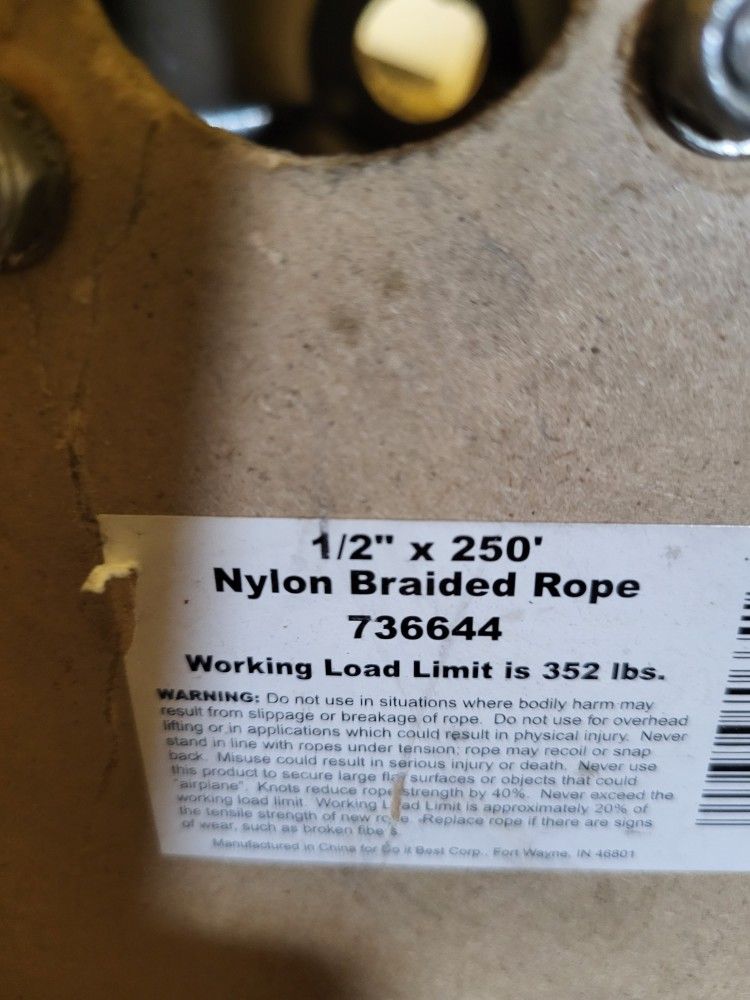 1/2" x 250'
Nylon Braided Rope
736644
Working Load Limit is 352 lbs.
WARNING: Do not use in situations where bodily harm may
result from slippage or breakage of rope. Do not use for overhead
lifting or in applications which could result in physical injury. Never
stand in line with ropes under tension; rope may recoil or snap
back. Misuse could result in serious injury or death. Never use
this product to secure large flat surfaces or objects that could
"airplane". Knots reduce rope strength by 40%. Never exceed the
working load limit. Working Load Limit is approximately 20% of
the tensile strength of new rope. Replace rope if there are signs
of wear, such as broken fibers.
Manufactured in China for Do it Best Corp., Fort Wayne, IN 46801